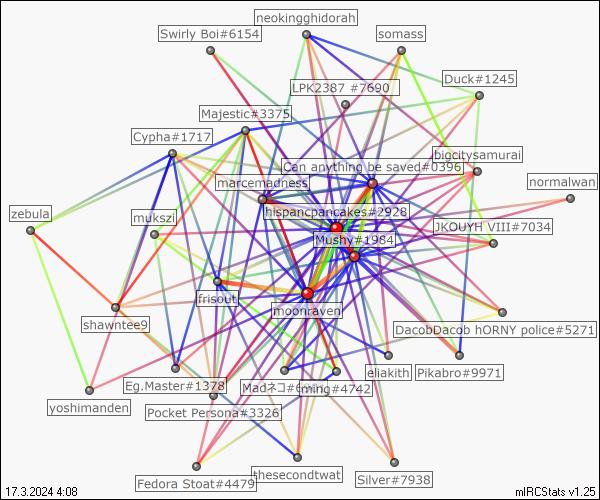 neokingghidorah
Swirly Boi#6154
somass
Duck#1245
LPK2387 #7690
Majestic#3375
Cypha#1717
bigcitysamurai
Can anything be saved#0396
marcemadness
normalwan
zebula
mukszi
hispancpancakes#2928
JKOUYH VIII#7034
Mushy#1984
frisout
moonraven
shawntee9
DacobDacob hORNY police#5271
eliakith
Pikabro#9971
Eg.Master#1378
Madネコ
ming#4742
yoshimanden
Pocket Persona#3326
Fedora Stoat#4479
thesecondtwat
Silver#7938
17.3.2024 4:08
mIRCStats v1.25